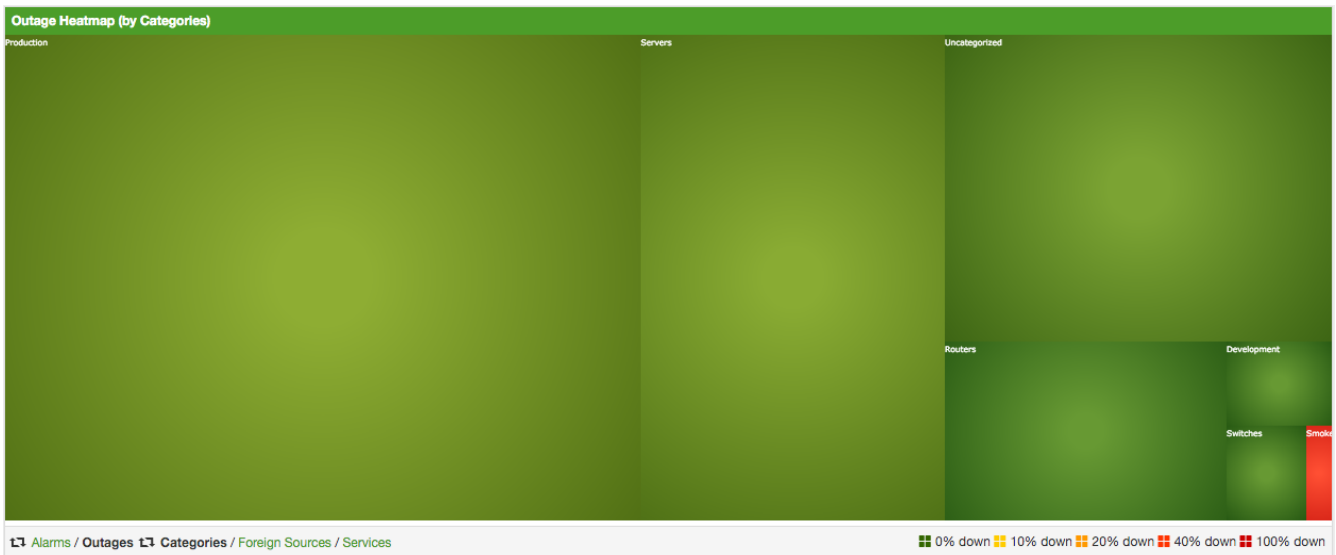 Outage Heatmap (by Categories)
Production
Servers
Uncategorized
Routers
Development
Switches
Smoke
Alarms / Outages Categories / Foreign Sources / Services
0% down 10% down 20% down 40% down 100% down